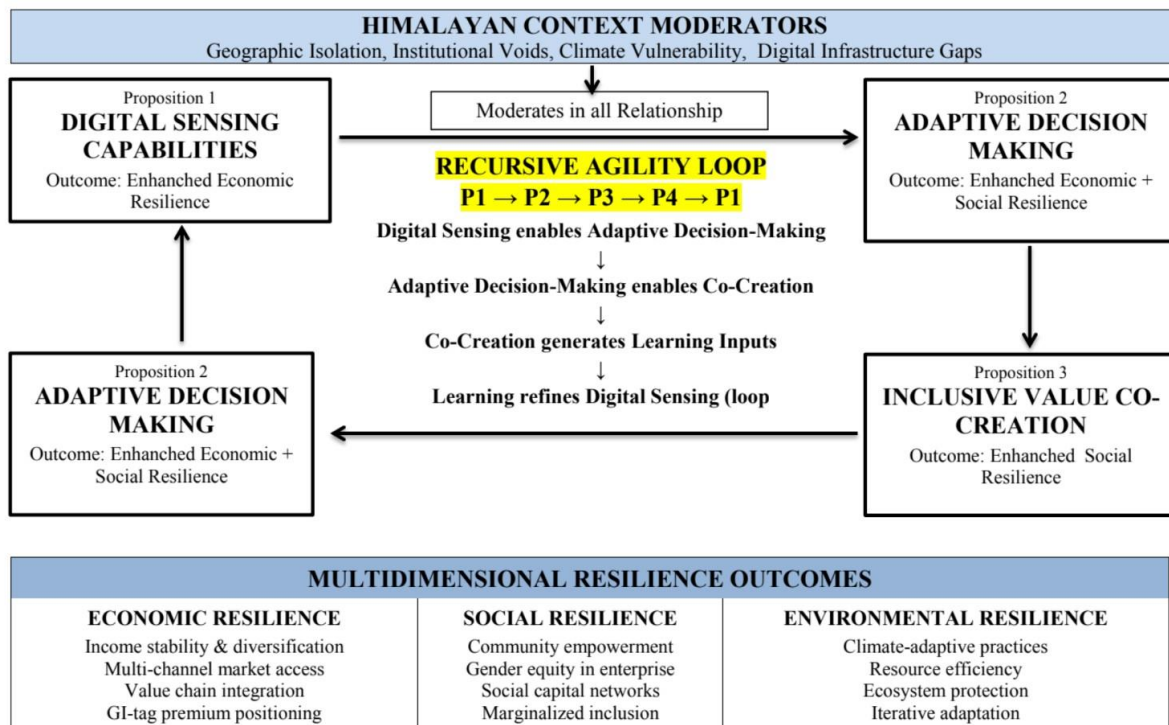 HIMALAYAN CONTEXT MODERATORS
Geographic Isolation, Institutional Voids, Climate Vulnerability, Digital Infrastructure Gaps
Moderates in all Relationship
Proposition 1
DIGITAL SENSING
CAPABILITIES
Outcome: Enhanched Economic
Resilience
Proposition 2
ADAPTIVE DECISION
MAKING
Outcome: Enhanched Economic +
Social Resilience
RECURSIVE AGILITY LOOP
P1 → P2 → P3 → P4 → P1
Digital Sensing enables Adaptive Decision-Making
↓
Adaptive Decision-Making enables Co-Creation
↓
Co-Creation generates Learning Inputs
↓
Learning refines Digital Sensing (loop
Proposition 2
ADAPTIVE DECISION
MAKING
Outcome: Enhanched Economic +
Social Resilience
Proposition 3
INCLUSIVE VALUE CO-
CREATION
Outcome: Enhanched Social
Resilience
MULTIDIMENSIONAL RESILIENCE OUTCOMES
ECONOMIC RESILIENCE
Income stability & diversification
Multi-channel market access
Value chain integration
GI-tag premium positioning
SOCIAL RESILIENCE
Community empowerment
Gender equity in enterprise
Social capital networks
Marginalized inclusion
ENVIRONMENTAL RESILIENCE
Climate-adaptive practices
Resource efficiency
Ecosystem protection
Iterative adaptation